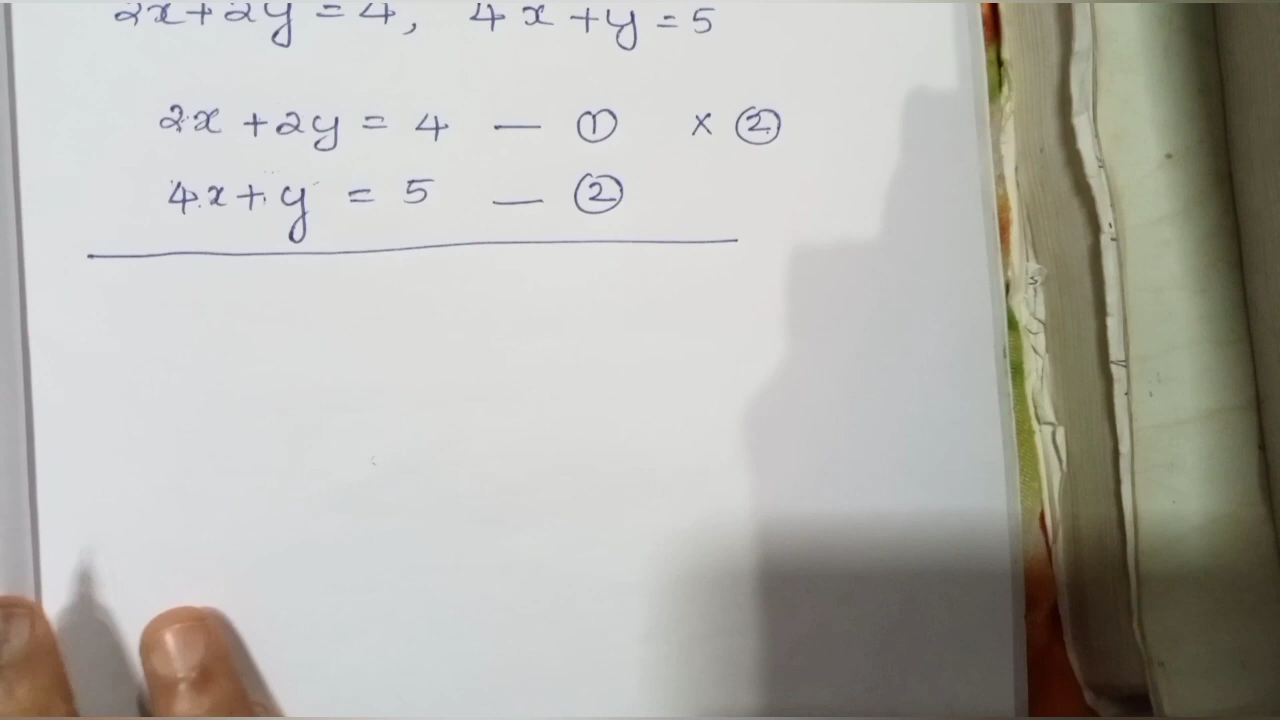 2x+2y = 4, 4x+y=5
2x+2y = 4 — ① × ②
4x+y = 5 — ②